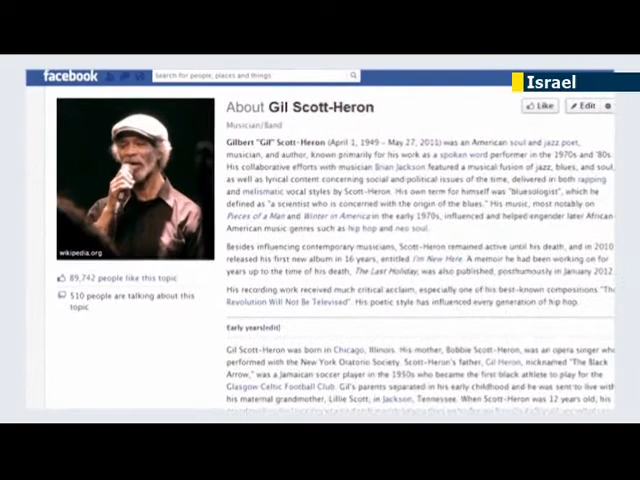 facebook
Search for people, places and things
Israel
About Gil Scott-Heron
Like
Edit
Musician/Band
Gilbert "Gil" Scott-Heron (April 1, 1949 – May 27, 2011) was an American soul and jazz poet,
musician, and author, known primarily for his work as a spoken word performer in the 1970s and '80s.
His collaborative efforts with musician Brian Jackson featured a musical fusion of jazz, blues, and soul,
as well as lyrical content concerning social and political issues of the time, delivered in both rapping
and melismatic vocal styles by Scott-Heron. His own term for himself was "bluesologist", which he
defined as "a scientist who is concerned with the origin of the blues." His music, most notably on
Pieces of a Man and Winter in America in the early 1970s, influenced and helped engender later African-
American music genres such as hip hop and neo soul.
Besides influencing contemporary musicians, Scott-Heron remained active until his death, and in 2010
released his first new album in 16 years, entitled I'm New Here. A memoir he had been working on for
years up to the time of his death, The Last Holiday, was also published, posthumously in January 2012.
His recording work received much critical acclaim, especially one of his best-known compositions "The
Revolution Will Not Be Televised". His poetic style has influenced every generation of hip hop.
wikipedia.org
89,742 people like this topic
510 people are talking about this
topic
Early years[edit]
Gil Scott-Heron was born in Chicago, Illinois. His mother, Bobbie Scott-Heron, was an opera singer who
performed with the New York Oratorio Society. Scott-Heron's father, Gil Heron, nicknamed "The Black
Arrow," was a Jamaican soccer player in the 1950s who became the first black athlete to play for the
Glasgow Celtic Football Club. Gil's parents separated in his early childhood and he was sent to live with
his maternal grandmother, Lillie Scott, in Jackson, Tennessee. When Scott-Heron was 12 years old, his